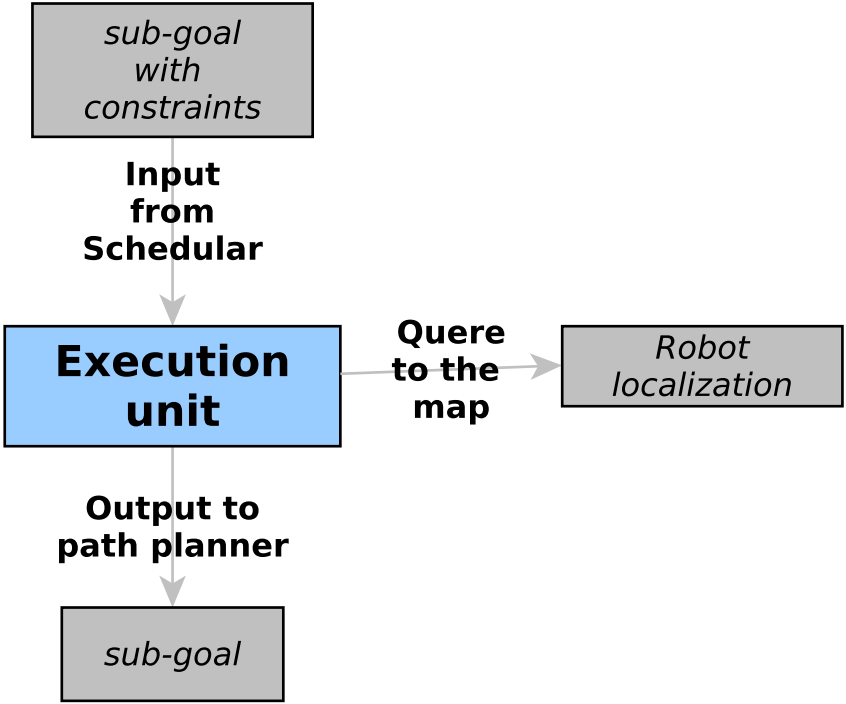 sub-goal
with
constraints
Input
from
Schedular
Execution
unit
Quere
to the
map
Robot
localization
Output to
path planner
sub-goal